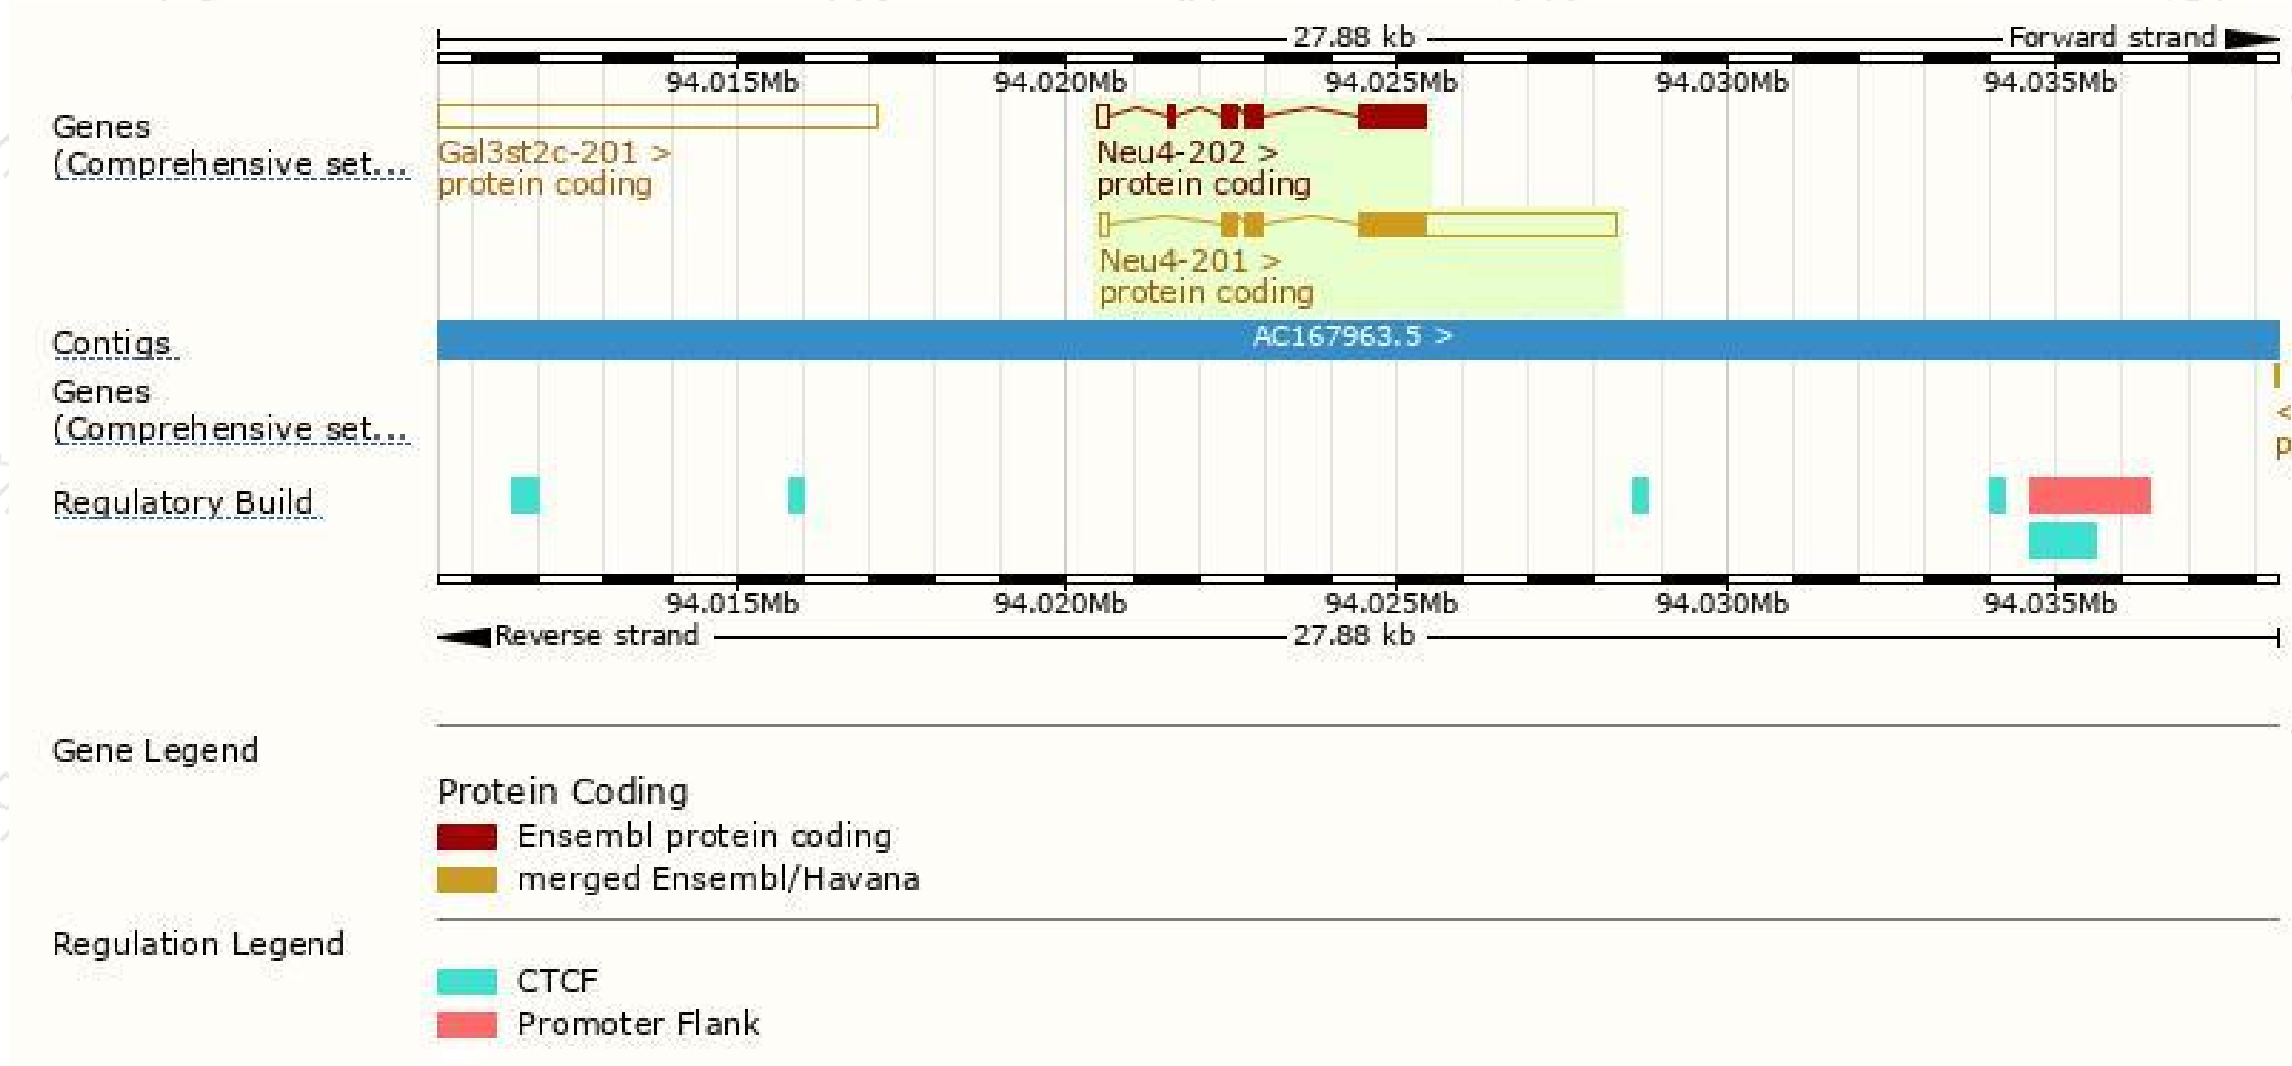 27.88 kb Forward strand
94.015Mb 94.020Mb 94.025Mb 94.030Mb 94.035Mb
Genes
(Comprehensive set...
Gal3st2c-201 >
protein coding
Neu4-202 >
protein coding
Neu4-201 >
protein coding
Contigs
AC167963.5 >
Genes
(Comprehensive set...
<
p
Regulatory Build
94.015Mb 94.020Mb 94.025Mb 94.030Mb 94.035Mb
Reverse strand 27.88 kb
Gene Legend
Protein Coding
Ensembl protein coding
merged Ensembl/Havana
Regulation Legend
CTCF
Promoter Flank